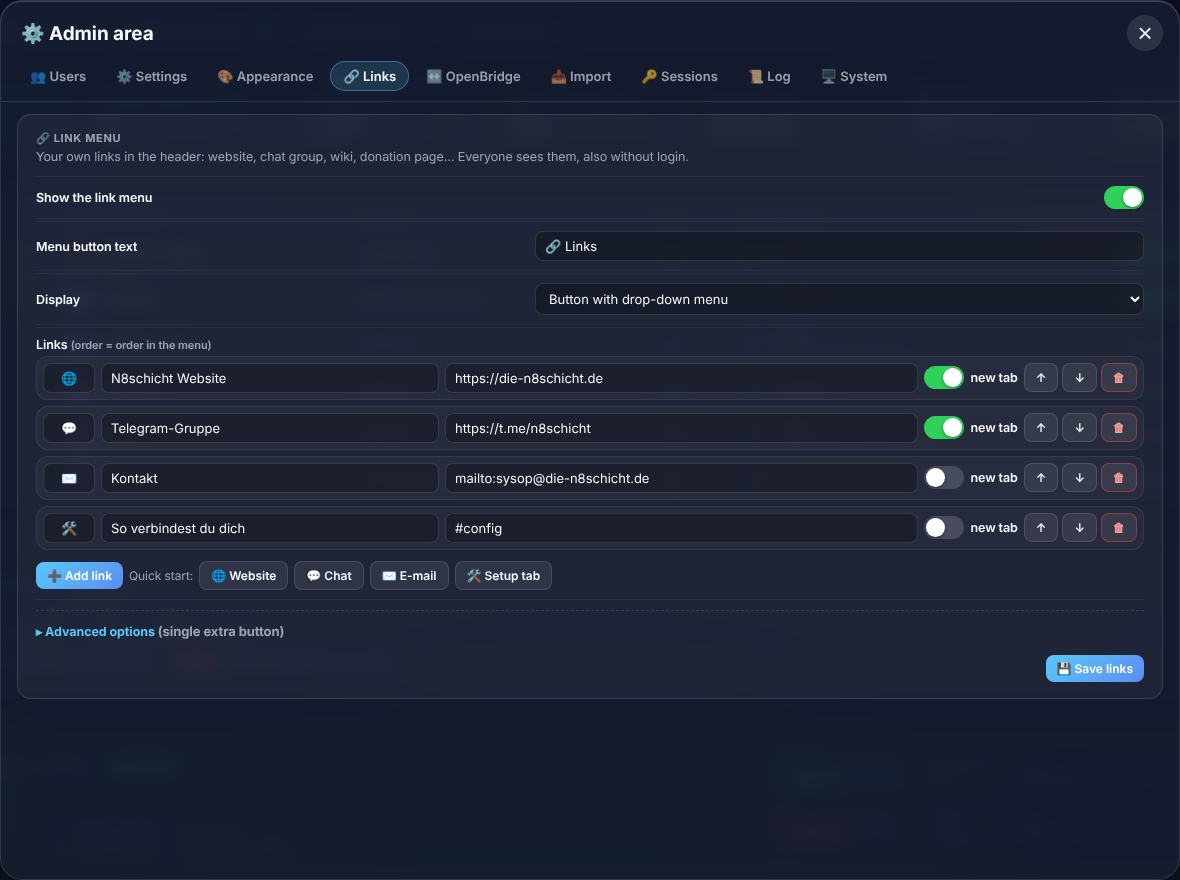 ⚙️ Admin area
✕
👥 Users ⚙️ Settings 🎨 Appearance 🔗 Links ↔️ OpenBridge 📥 Import 🔑 Sessions 📜 Log 🖥️ System
🔗 LINK MENU
Your own links in the header: website, chat group, wiki, donation page... Everyone sees them, also without login.
Show the link menu
Menu button text 🔗 Links
Display Button with drop-down menu
Links (order = order in the menu)
🌐 N8schicht Website https://die-n8schicht.de new tab ↑ ↓ 🗑
💬 Telegram-Gruppe https://t.me/n8schicht new tab ↑ ↓ 🗑
✉️ Kontakt mailto:sysop@die-n8schicht.de new tab ↑ ↓ 🗑
🛠️ So verbindest du dich #config new tab ↑ ↓ 🗑
➕ Add link Quick start: 🌐 Website 💬 Chat ✉️ E-mail 🛠️ Setup tab
▸ Advanced options (single extra button)
💾 Save links